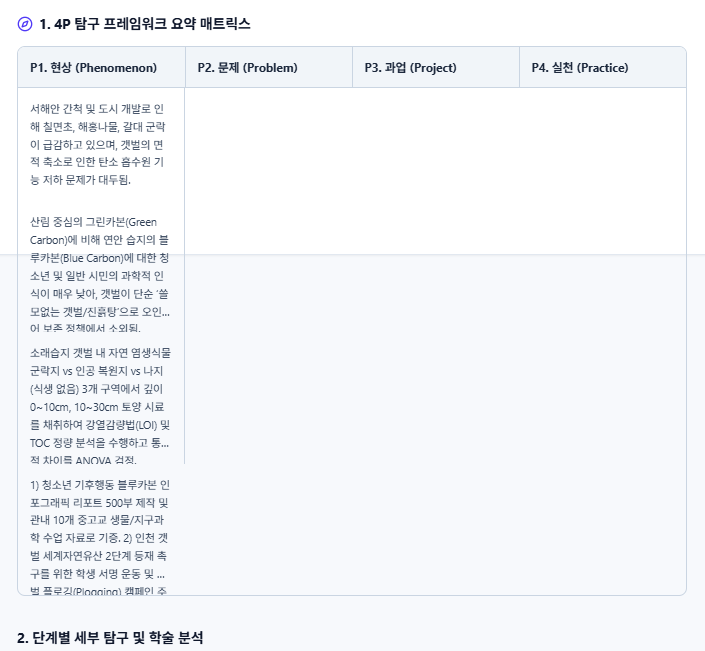 1. 4P 탐구 프레임워크 요약 매트릭스
P1. 현상 (Phenomenon) P2. 문제 (Problem) P3. 과업 (Project) P4. 실천 (Practice)
서해안 간척 및 도시 개발로 인
해 칠면초, 해홍나물, 갈대 군락
이 급감하고 있으며, 갯벌의 면
적 축소로 인한 탄소 흡수원 기
능 저하 문제가 대두됨.
산림 중심의 그린카본(Green
Carbon)에 비해 연안 습지의 블
루카본(Blue Carbon)에 대한 청
소년 및 일반 시민의 과학적 인
식이 매우 낮아, 갯벌이 단순 '쓸
모없는 갯벌/진흙탕'으로 오인...
어 보존 정책에서 소외됨.
소래습지 갯벌 내 자연 염생식물
군락지 vs 인공 복원지 vs 나지
(식생 없음) 3개 구역에서 깊이
0~10cm, 10~30cm 토양 시료
를 채취하여 강열감량법(LOI) 및
TOC 정량 분석을 수행하고 통...
적 차이를 ANOVA 검정.
1) 청소년 기후행동 블루카본 인
포그래픽 리포트 500부 제작 및
관내 10개 중고교 생물/지구과
학 수업 자료로 기증. 2) 인천 갯
벌 세계자연유산 2단계 등재 촉
구를 위한 학생 서명 운동 및 ...
벌 플로깅(Plogging) 캠페인 주
2. 단계별 세부 탐구 및 학술 분석